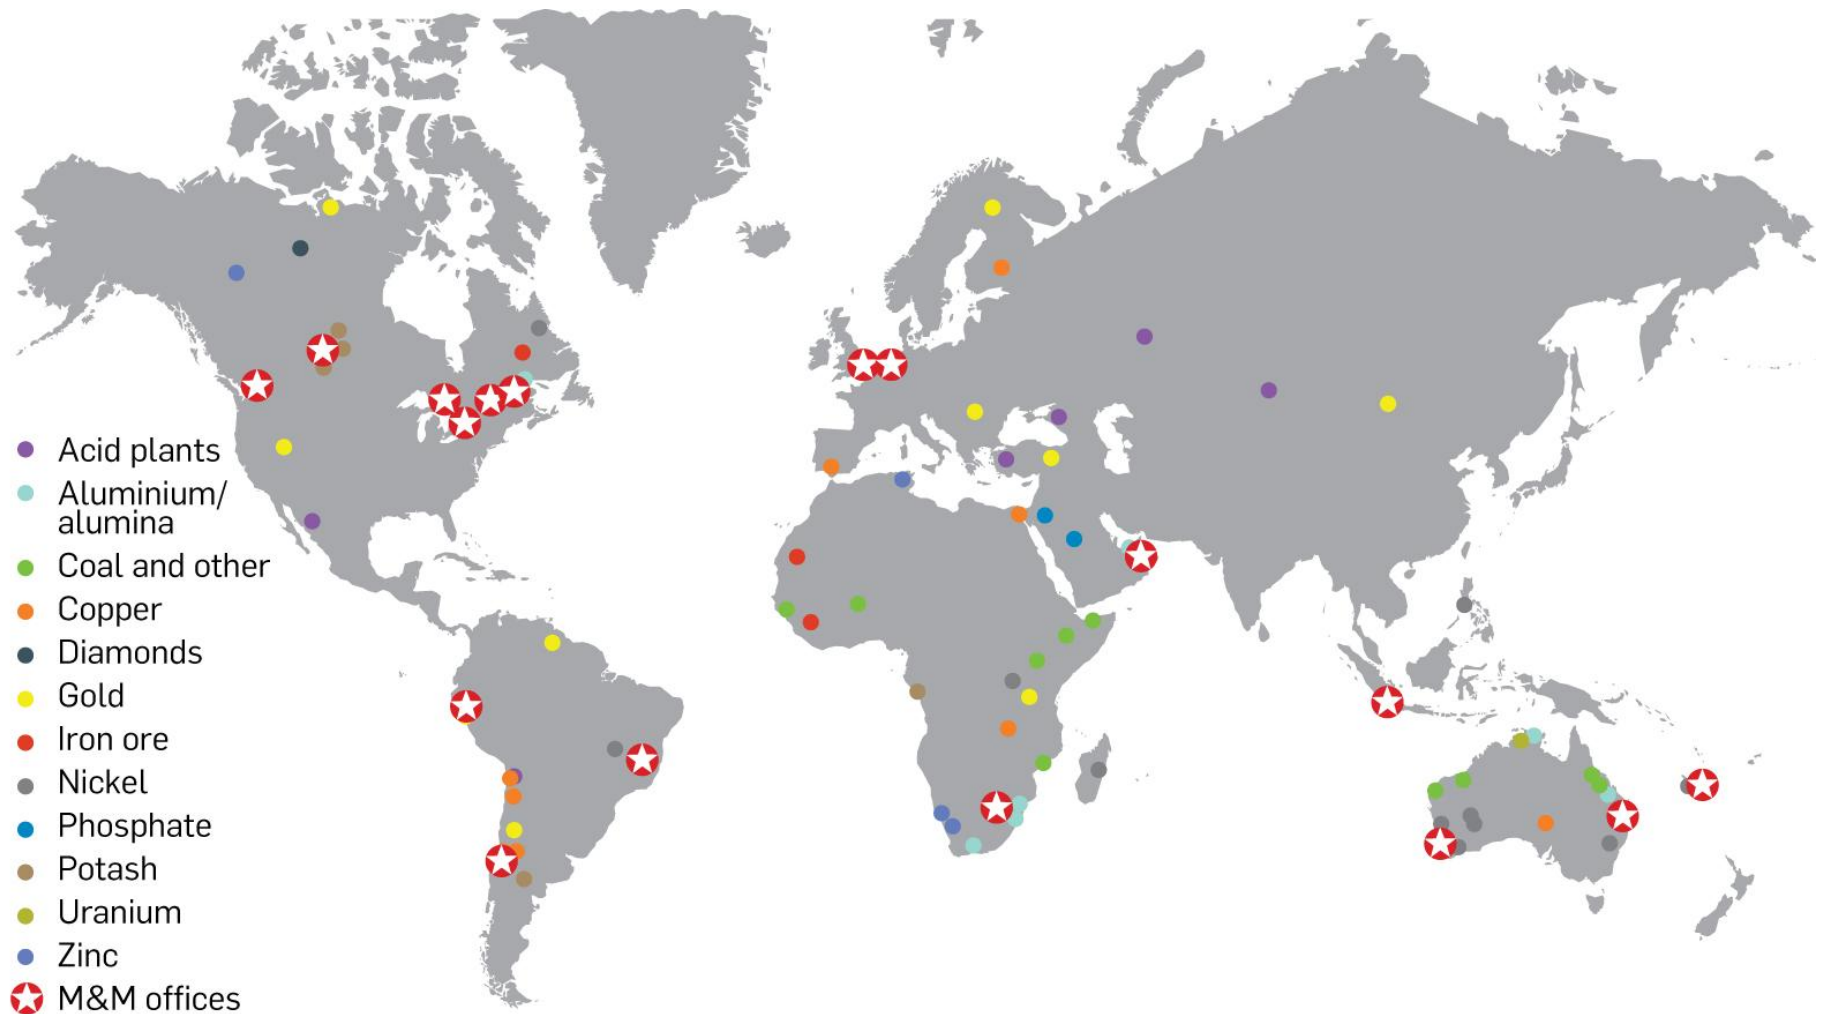 Acid plants
Aluminium/
alumina
Coal and other
Copper
Diamonds
Gold
Iron ore
Nickel
Phosphate
Potash
Uranium
Zinc
M&M offices